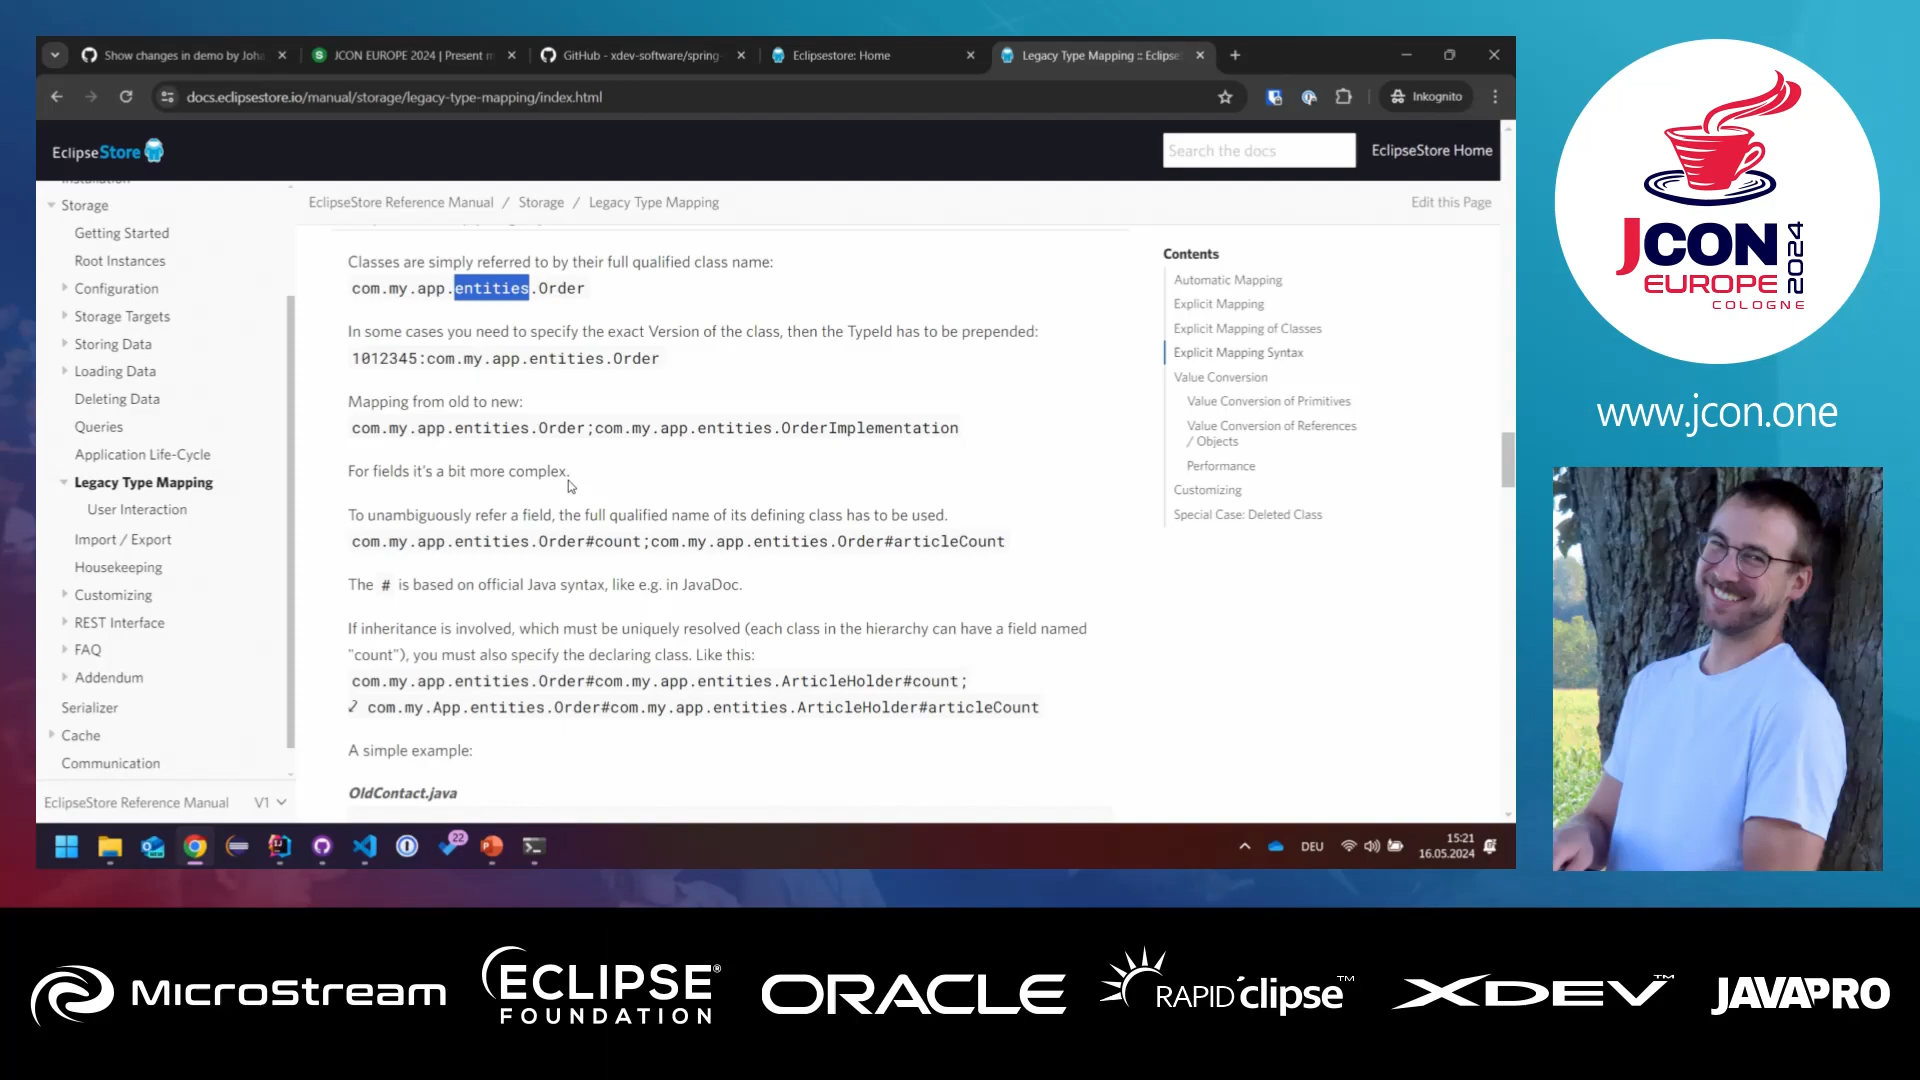 Show changes in demo by Joha
JCON EUROPE 2024 | Present m
GitHub - xdev-software/spring-
Eclipsestore: Home
Legacy Type Mapping :: Eclipse
docs.eclipsestore.io/manual/storage/legacy-type-mapping/index.html
Inkognito
EclipseStore
Search the docs
EclipseStore Home
Installation
Storage
Getting Started
Root Instances
Configuration
Storage Targets
Storing Data
Loading Data
Deleting Data
Queries
Application Life-Cycle
Legacy Type Mapping
User Interaction
Import / Export
Housekeeping
Customizing
REST Interface
FAQ
Addendum
Serializer
Cache
Communication
EclipseStore Reference Manual V1
EclipseStore Reference Manual / Storage / Legacy Type Mapping
Edit this Page
Classes are simply referred to by their full qualified class name:
com.my.app.entities.Order
In some cases you need to specify the exact Version of the class, then the TypeId has to be prepended:
1012345:com.my.app.entities.Order
Mapping from old to new:
com.my.app.entities.Order;com.my.app.entities.OrderImplementation
For fields it's a bit more complex.
To unambiguously refer a field, the full qualified name of its defining class has to be used.
com.my.app.entities.Order#count;com.my.app.entities.Order#articleCount
The # is based on official Java syntax, like e.g. in JavaDoc.
If inheritance is involved, which must be uniquely resolved (each class in the hierarchy can have a field named
"count"), you must also specify the declaring class. Like this:
com.my.app.entities.Order#com.my.app.entities.ArticleHolder#count;
com.my.App.entities.Order#com.my.app.entities.ArticleHolder#articleCount
A simple example:
OldContact.java
Contents
Automatic Mapping
Explicit Mapping
Explicit Mapping of Classes
Explicit Mapping Syntax
Value Conversion
Value Conversion of Primitives
Value Conversion of References
/ Objects
Performance
Customizing
Special Case: Deleted Class
22
DEU
15:21
16.05.2024
JCON
EUROPE
COLOGNE
2024
www.jcon.one
MICROSTREAM
ECLIPSE®
FOUNDATION
ORACLE
RAPID'clipse™
XDEV™
JAVAPRO